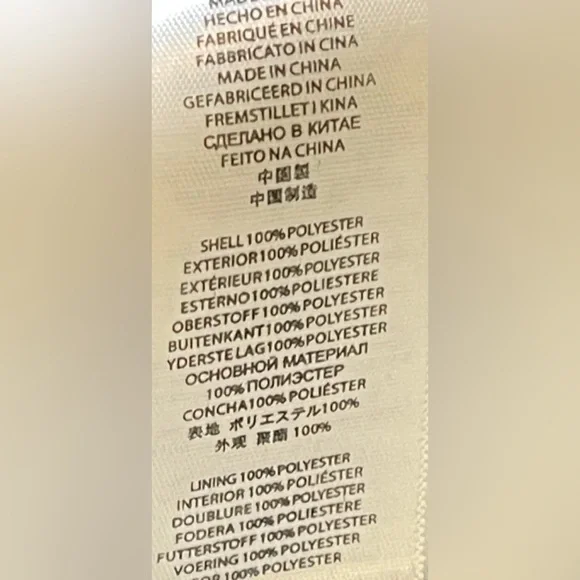 MADE
HECHO EN CHINA
FABRIQUÉ EN CHINE
FABBRICATO IN CINA
MADE IN CHINA
GEFABRICEERD IN CHINA
FREMSTILLET I KINA
СДЕЛАНО В КИТАЕ
FEITO NA CHINA
中国製
中国制造
SHELL 100% POLYESTER
EXTERIOR 100% POLIÉSTER
EXTÉRIEUR 100% POLYESTER
ESTERNO 100% POLIESTERE
OBERSTOFF 100% POLYESTER
BUITENKANT 100% POLYESTER
YDERSTE LAG 100% POLYESTER
ОСНОВНОЙ МАТЕРИАЛ
100% ПОЛИЭСТЕР
CONCHA 100% POLIÉSTER
表地 ポリエステル 100%
外观 聚酯 100%
LINING 100% POLYESTER
INTERIOR 100% POLIÉSTER
DOUBLURE 100% POLYESTER
FODERA 100% POLIESTERE
FUTTERSTOFF 100% POLYESTER
VOERING 100% POLYESTER
100% POLYESTER